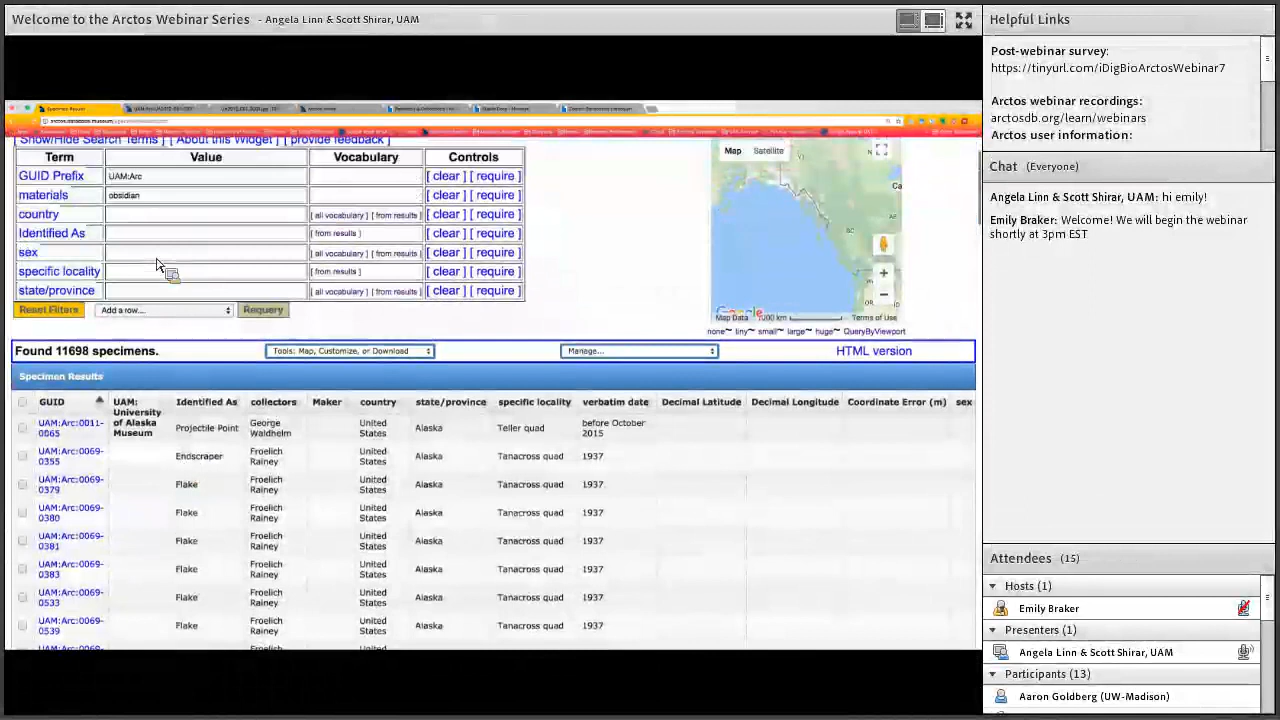 Welcome to the Arctos Webinar Series - Angela Linn & Scott Shirar, UAM
Show/Hide Search Terms ] [ About this Widget ] [ provide feedback ]
Term Value Vocabulary Controls
GUID Prefix UAM:Arc [ clear ] [ require ]
materials obsidian [ clear ] [ require ]
country [ all vocabulary ] [ from results ] [ clear ] [ require ]
Identified As [ from results ] [ clear ] [ require ]
sex [ all vocabulary ] [ from results ] [ clear ] [ require ]
specific locality [ from results ] [ clear ] [ require ]
state/province [ all vocabulary ] [ from results ] [ clear ] [ require ]
Reset Filters Add a row... Requery
Map Satellite
Google
Map Data 1000 km Terms of Use
none~ tiny~ small~ large~ huge~ QueryByViewport
Found 11698 specimens. Tools: Map, Customize, or Download Manage... HTML version
Specimen Results
GUID UAM: University of Alaska Museum Identified As collectors Maker country state/province specific locality verbatim date Decimal Latitude Decimal Longitude Coordinate Error (m) sex
UAM:Arc:0011-0065 Projectile Point George Waldhelm United States Alaska Teller quad before October 2015
UAM:Arc:0069-0355 Endscraper Froelich Rainey United States Alaska Tanacross quad 1937
UAM:Arc:0069-0379 Flake Froelich Rainey United States Alaska Tanacross quad 1937
UAM:Arc:0069-0380 Flake Froelich Rainey United States Alaska Tanacross quad 1937
UAM:Arc:0069-0381 Flake Froelich Rainey United States Alaska Tanacross quad 1937
UAM:Arc:0069-0383 Flake Froelich Rainey United States Alaska Tanacross quad 1937
UAM:Arc:0069-0533 Flake Froelich Rainey United States Alaska Tanacross quad 1937
UAM:Arc:0069-0539 Flake Froelich Rainey United States Alaska Tanacross quad 1937
Helpful Links
Post-webinar survey:
https://tinyurl.com/iDigBioArctosWebinar7
Arctos webinar recordings:
arctosdb.org/learn/webinars
Arctos user information:
Chat (Everyone)
Angela Linn & Scott Shirar, UAM: hi emily!
Emily Braker: Welcome! We will begin the webinar
shortly at 3pm EST
Attendees (15)
Hosts (1)
Emily Braker
Presenters (1)
Angela Linn & Scott Shirar, UAM
Participants (13)
Aaron Goldberg (UW-Madison)